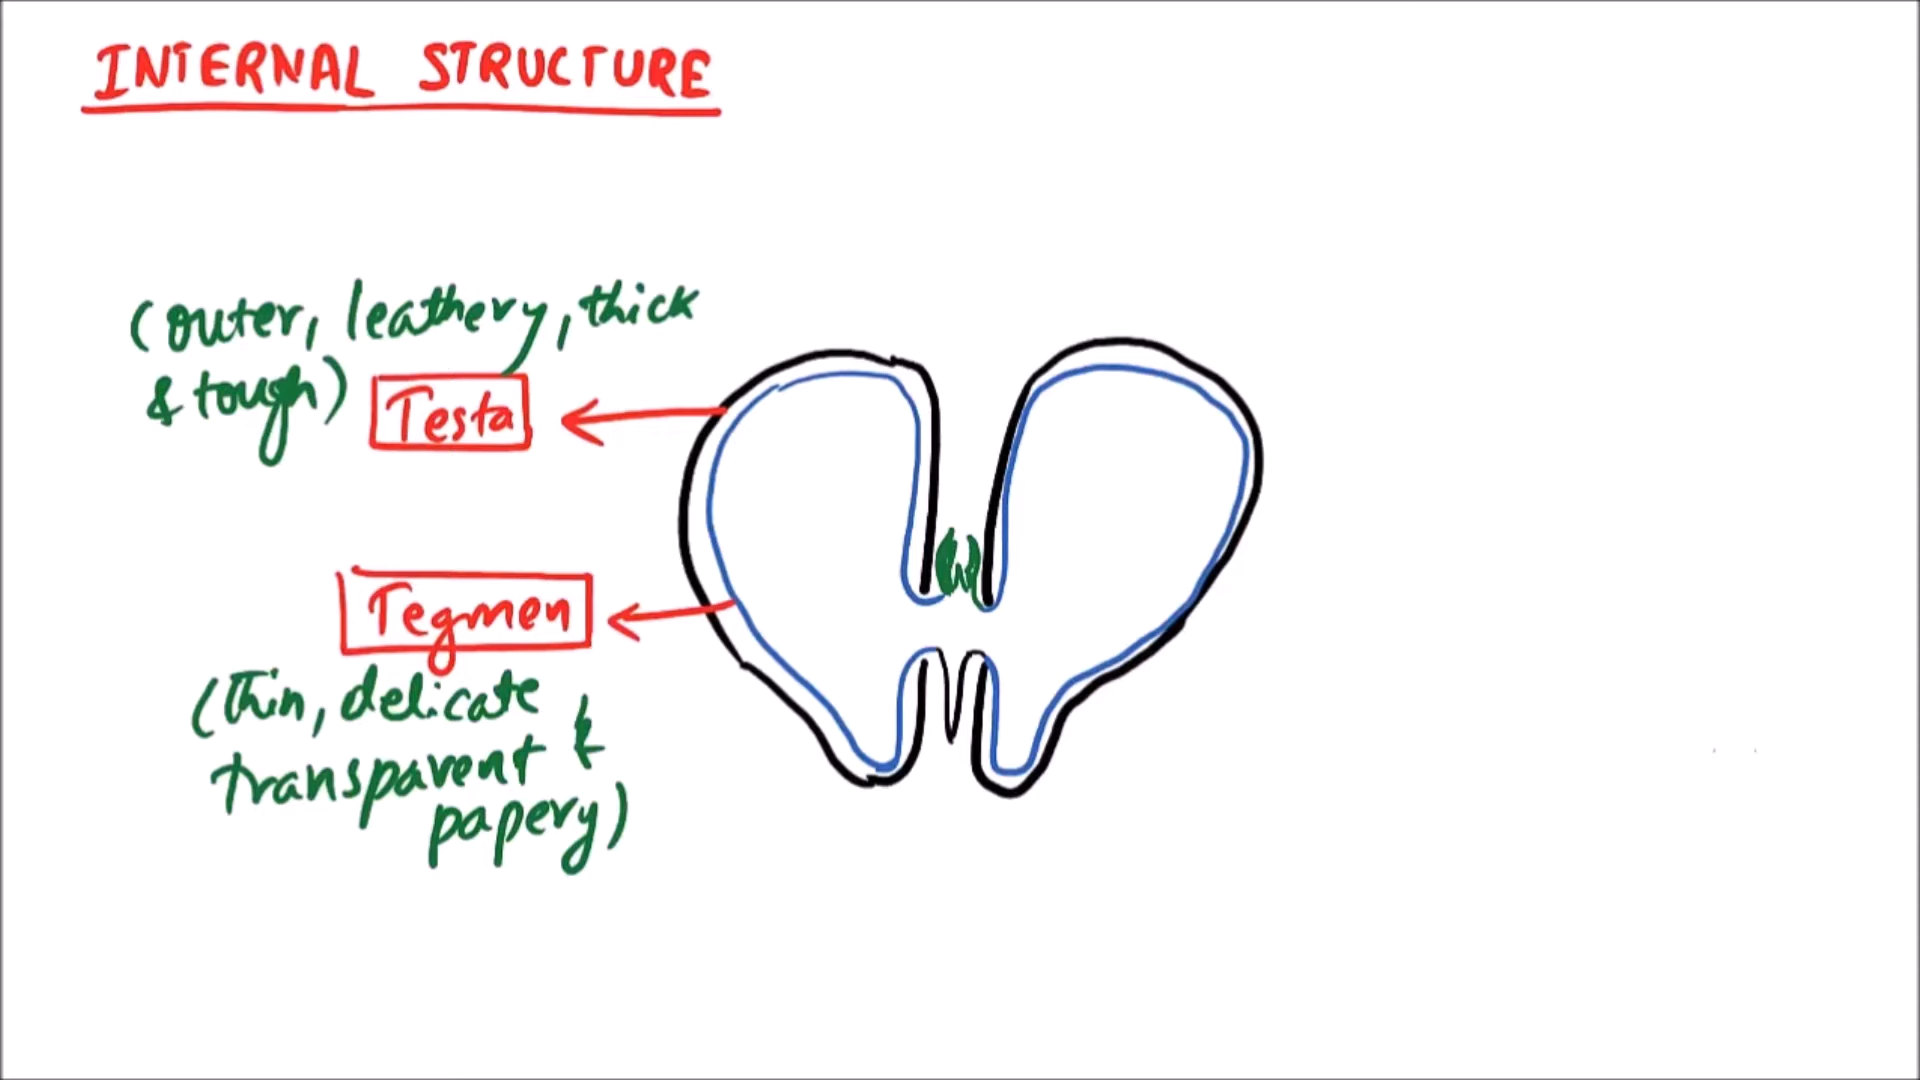 INTERNAL STRUCTURE
(outer, leathery, thick
& tough)
Testa
Tegmen
(thin, delicate &
transparent
papery)